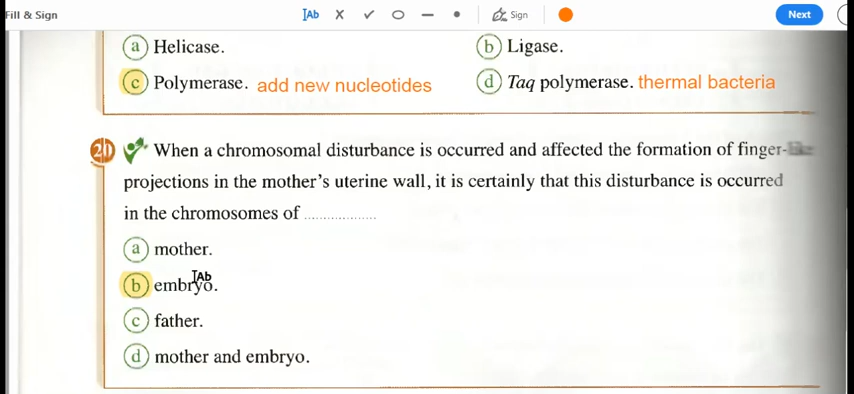 Fill & Sign
IAb
Sign
Next
a Helicase.
b Ligase.
c Polymerase. add new nucleotides
d Taq polymerase. thermal bacteria
20 When a chromosomal disturbance is occurred and affected the formation of finger-
projections in the mother's uterine wall, it is certainly that this disturbance is occurred
in the chromosomes of ..................
a mother.
b embryo.
IAb
c father.
d mother and embryo.